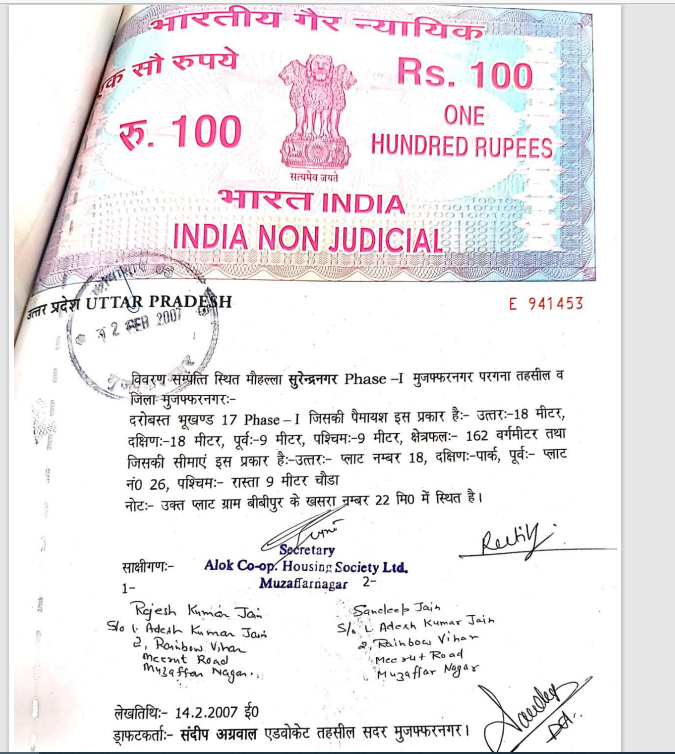 भारतीय गैर न्यायिक
एक सौ रुपये
Rs. 100
रु. 100
ONE
HUNDRED RUPEES
सत्यमेव जयते
भारत INDIA
INDIA NON JUDICIAL
उत्तर प्रदेश UTTAR PRADESH
E 941453
2 FEB 2007
विवरण सम्पत्ति स्थित मौहल्ला सुरेन्द्रनगर Phase –I मुजफ्फरनगर परगना तहसील व
जिला मुजफ्फरनगरः-
दरोबस्त भूखण्ड 17 Phase – I जिसकी पैमायश इस प्रकार हैः- उत्तरः-18 मीटर,
दक्षिणः-18 मीटर, पूर्वः-9 मीटर, पश्चिमः-9 मीटर, क्षेत्रफलः- 162 वर्गमीटर तथा
जिसकी सीमाएं इस प्रकार हैः-उत्तरः- प्लाट नम्बर 18, दक्षिणः-पार्क, पूर्वः- प्लाट
नं0 26, पश्चिमः- रास्ता 9 मीटर चौडा
नोटः- उक्त प्लाट ग्राम बीबीपुर के खसरा नम्बर 22 मि0 में स्थित है।
Secretary
साक्षीगणः- Alok Co-op. Housing Society Ltd.
Muzaffarnagar
1-
Rajesh Kumar Jain
S/o L. Adesh Kumar Jain
2, Rainbow Vihar
Meerut Road
Muzaffar Nagar.
2-
Sandeep Jain
S/o L Adesh Kumar Jain
2, Rainbow Vihar
Meerut Road
Muzaffar Nagar
लेखतिथिः- 14.2.2007 ई0
ड्राफटकर्ताः- संदीप अग्रवाल एडवोकेट तहसील सदर मुजफ्फरनगर।